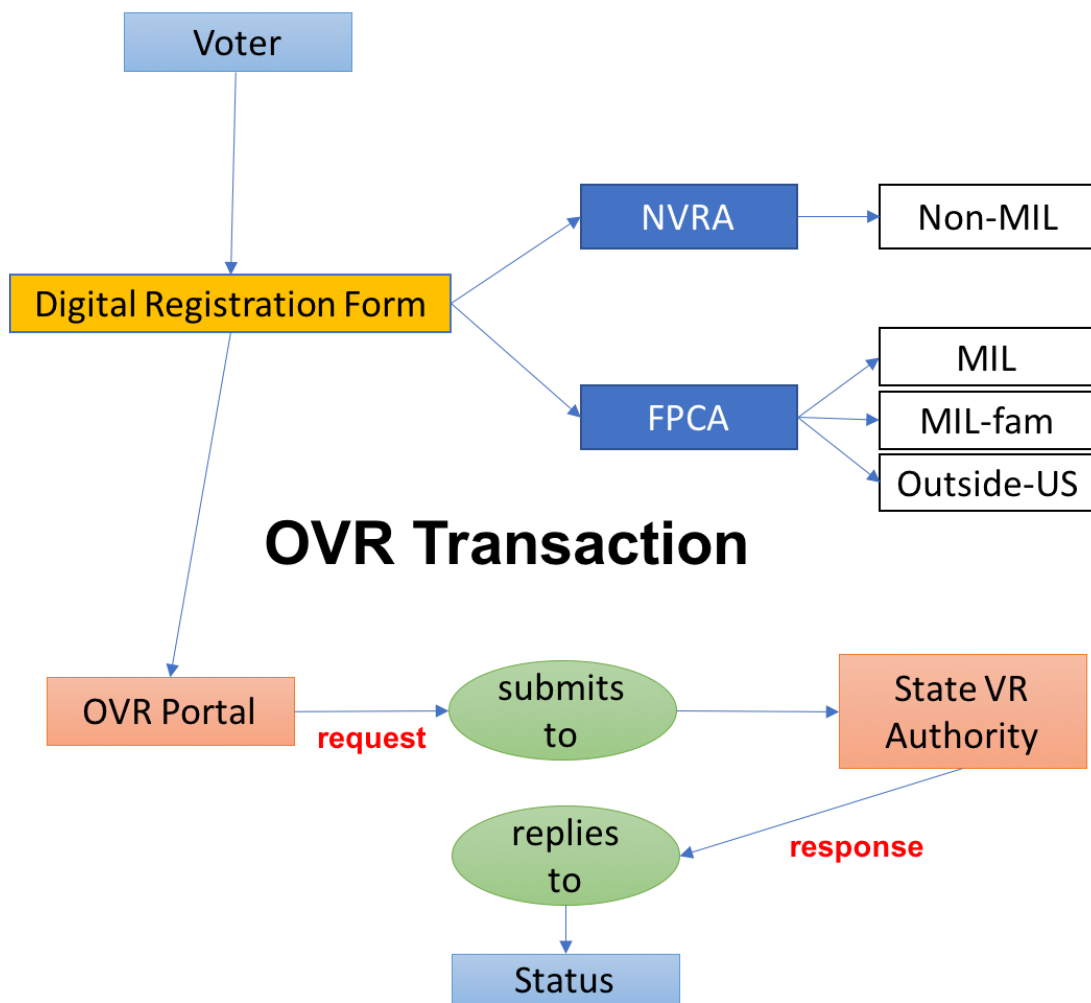 Voter
NVRA
Non-MIL
Digital Registration Form
MIL
FPCA
MIL-fam
Outside-US
OVR Transaction
OVR Portal
request
submits
to
State VR
Authority
replies
to
response
Status